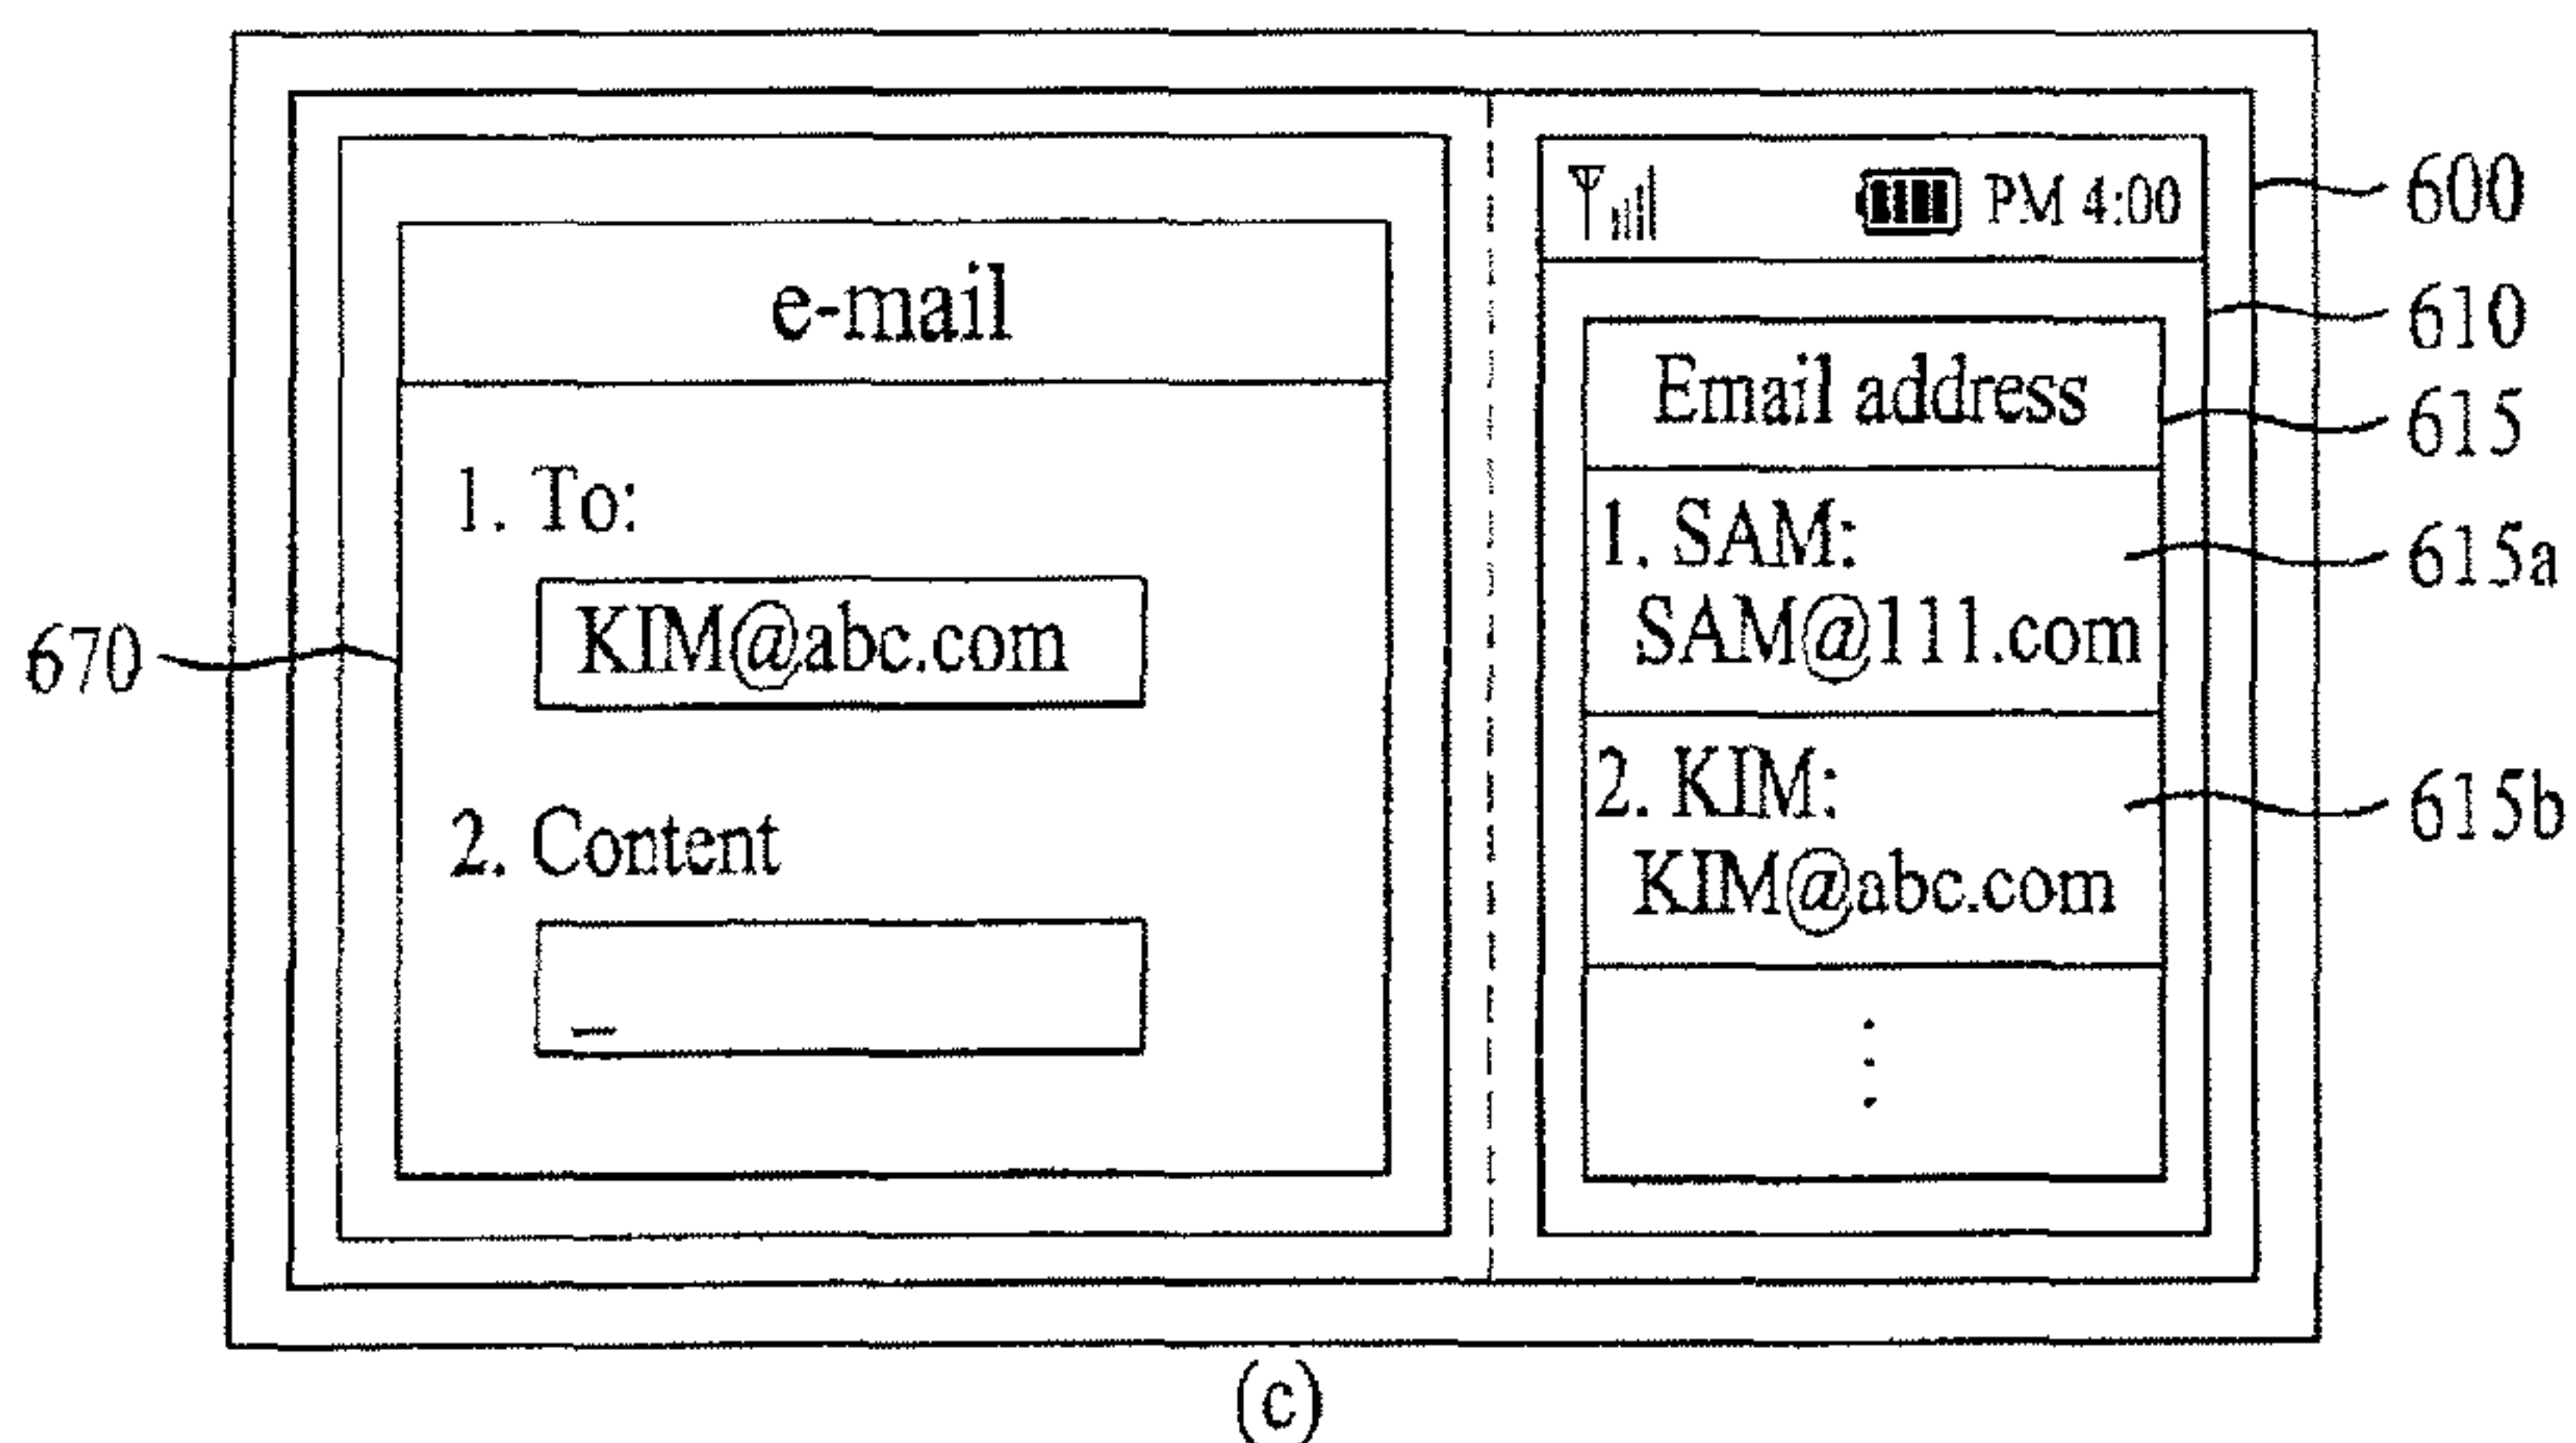 e-mail
1. To:
KIM@abc.com
2. Content
_
670
PM 4:00
Email address
1. SAM:
SAM@111.com
2. KIM:
KIM@abc.com
600
610
615
615a
615b
(c)